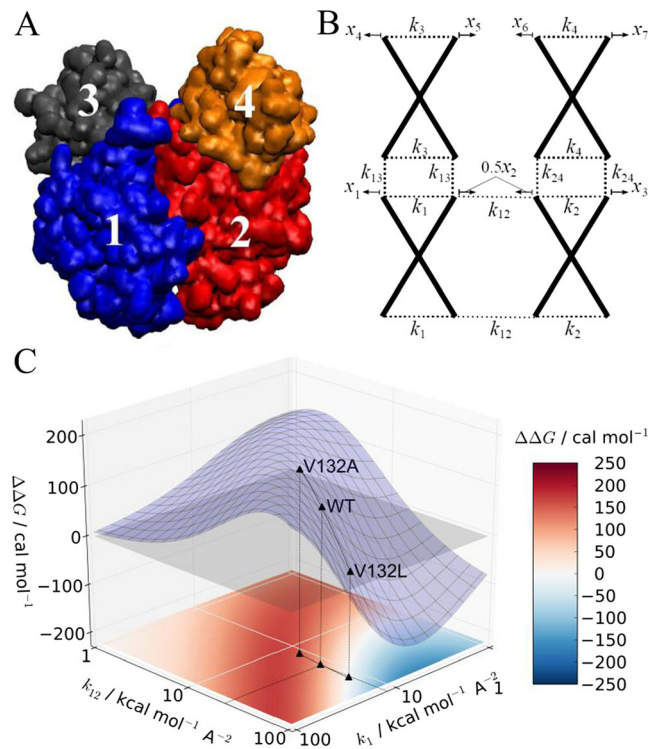 A
B
3 4
1 2
x4 k3 x5 x6 k4 x7
k3 k4
k13 k13 0.5x2 k24 k24
x1 k1 k12 k2 x3
k1 k12 k2
C
ΔΔG / cal mol⁻¹
200
100
0
−100
−200
V132A
WT
V132L
1
10
100
k12 / kcal mol⁻¹ A⁻²
100
10
1
k1 / kcal mol⁻¹ A⁻²
ΔΔG / cal mol⁻¹
250
200
150
100
50
0
−50
−100
−150
−200
−250